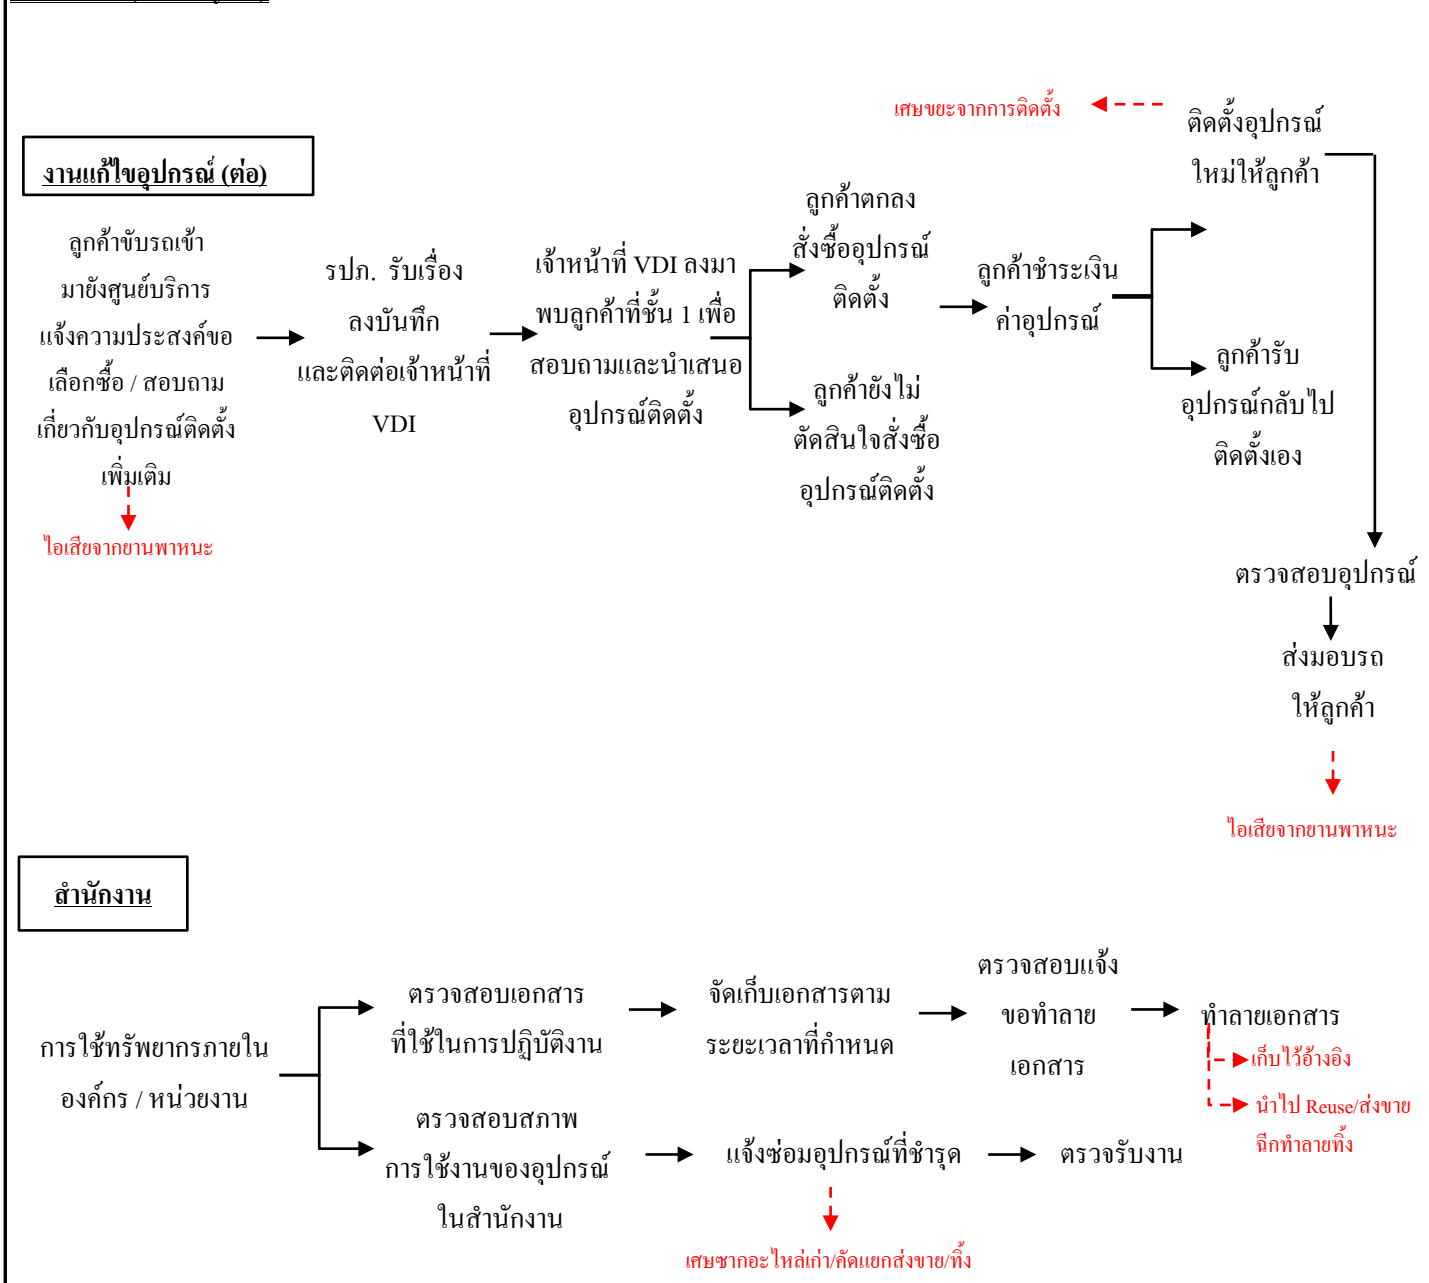 เศษขยะจากการติดตั้ง
ติดตั้งอุปกรณ์
ใหม่ให้ลูกค้า
งานแก้ไขอุปกรณ์ (ต่อ)
ลูกค้าขับรถเข้า
มายังศูนย์บริการ
แจ้งความประสงค์ขอ
เลือกซื้อ / สอบถาม
เกี่ยวกับอุปกรณ์ติดตั้ง
เพิ่มเติม
ไอเสียจากยานพาหนะ
รปภ. รับเรื่อง
ลงบันทึก
และติดต่อเจ้าหน้าที่
VDI
เจ้าหน้าที่ VDI ลงมา
พบลูกค้าที่ชั้น 1 เพื่อ
สอบถามและนำเสนอ
อุปกรณ์ติดตั้ง
ลูกค้าตกลง
สั่งซื้ออุปกรณ์
ติดตั้ง
ลูกค้ายังไม่
ตัดสินใจสั่งซื้อ
อุปกรณ์ติดตั้ง
ลูกค้าชำระเงิน
ค่าอุปกรณ์
ลูกค้ารับ
อุปกรณ์กลับไป
ติดตั้งเอง
ตรวจสอบอุปกรณ์
ส่งมอบรถ
ให้ลูกค้า
ไอเสียจากยานพาหนะ
สำนักงาน
การใช้ทรัพยากรภายใน
องค์กร / หน่วยงาน
ตรวจสอบเอกสาร
ที่ใช้ในการปฏิบัติงาน
จัดเก็บเอกสารตาม
ระยะเวลาที่กำหนด
ตรวจสอบแจ้ง
ขอทำลาย
เอกสาร
ทำลายเอกสาร
เก็บไว้อ้างอิง
นำไป Reuse/ส่งขาย
ฉีกทำลายทิ้ง
ตรวจสอบสภาพ
การใช้งานของอุปกรณ์
ในสำนักงาน
แจ้งซ่อมอุปกรณ์ที่ชำรุด
ตรวจรับงาน
เศษซากอะไหล่เก่า/คัดแยกส่งขาย/ทิ้ง